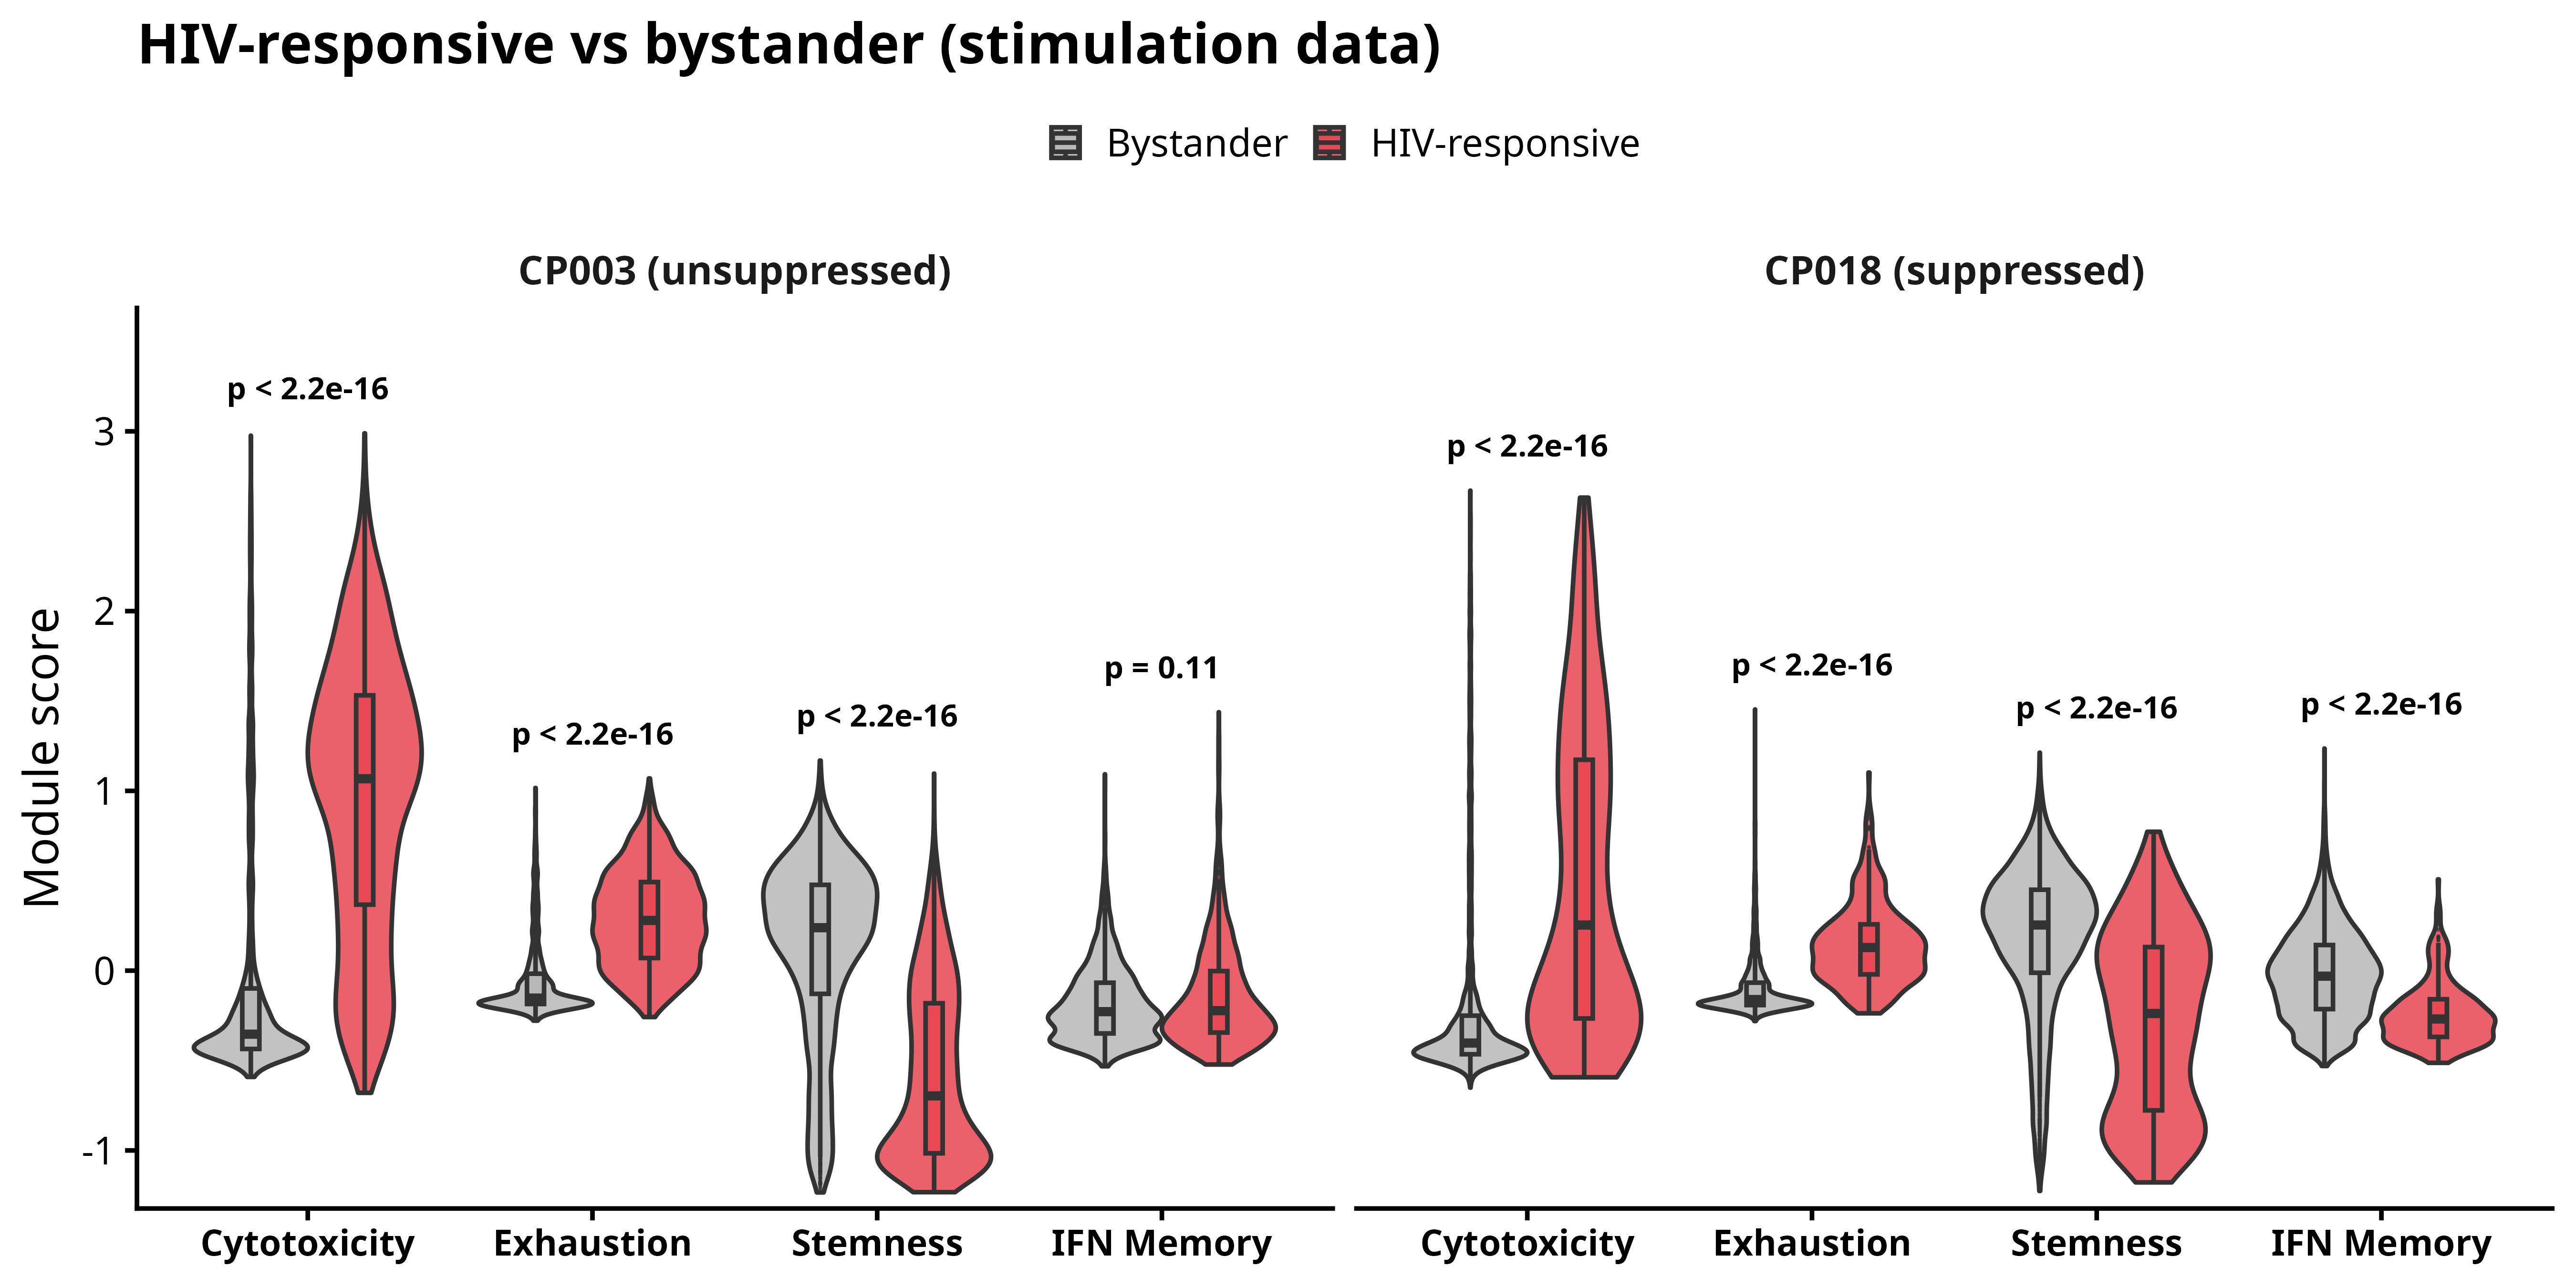 HIV-responsive vs bystander (stimulation data)
Bystander HIV-responsive
CP003 (unsuppressed)
CP018 (suppressed)
Module score
3
2
1
0
-1
p < 2.2e-16
p < 2.2e-16
p < 2.2e-16
p = 0.11
p < 2.2e-16
p < 2.2e-16
p < 2.2e-16
p < 2.2e-16
Cytotoxicity Exhaustion Stemness IFN Memory
Cytotoxicity Exhaustion Stemness IFN Memory